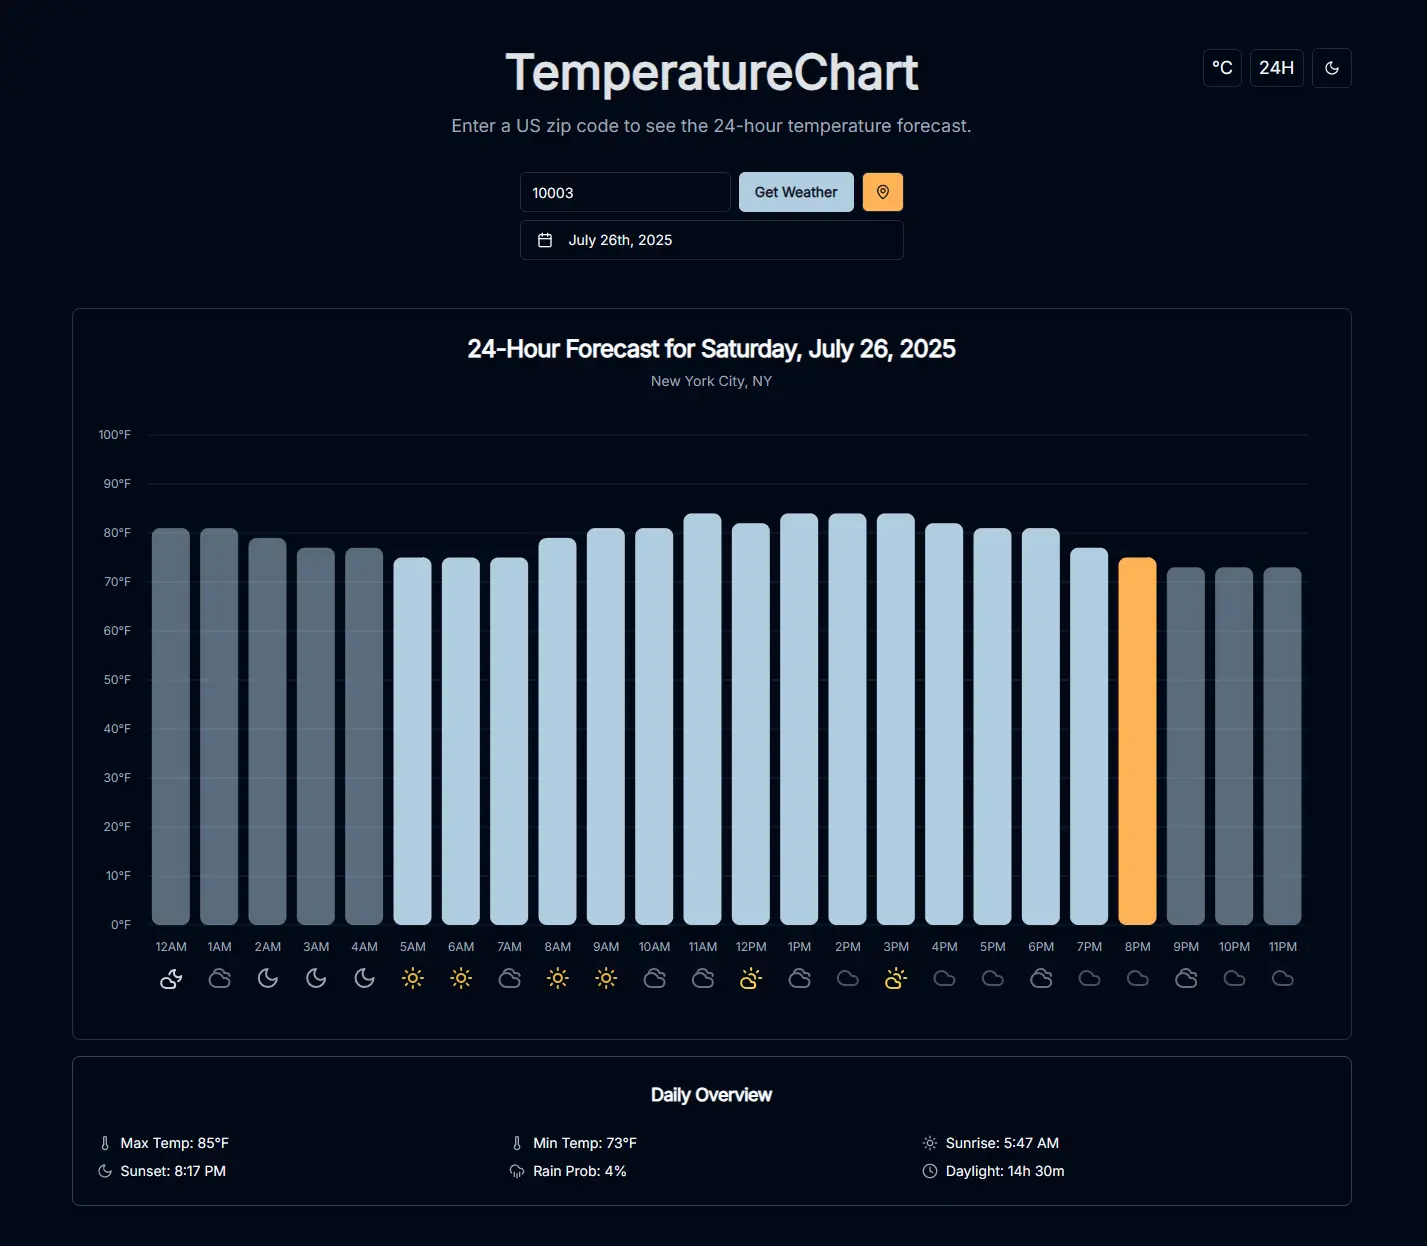 TemperatureChart
°C 24H
Enter a US zip code to see the 24-hour temperature forecast.
10003 Get Weather
July 26th, 2025
24-Hour Forecast for Saturday, July 26, 2025
New York City, NY
100°F
90°F
80°F
70°F
60°F
50°F
40°F
30°F
20°F
10°F
0°F
12AM 1AM 2AM 3AM 4AM 5AM 6AM 7AM 8AM 9AM 10AM 11AM 12PM 1PM 2PM 3PM 4PM 5PM 6PM 7PM 8PM 9PM 10PM 11PM
Daily Overview
Max Temp: 85°F Min Temp: 73°F Sunrise: 5:47 AM
Sunset: 8:17 PM Rain Prob: 4% Daylight: 14h 30m